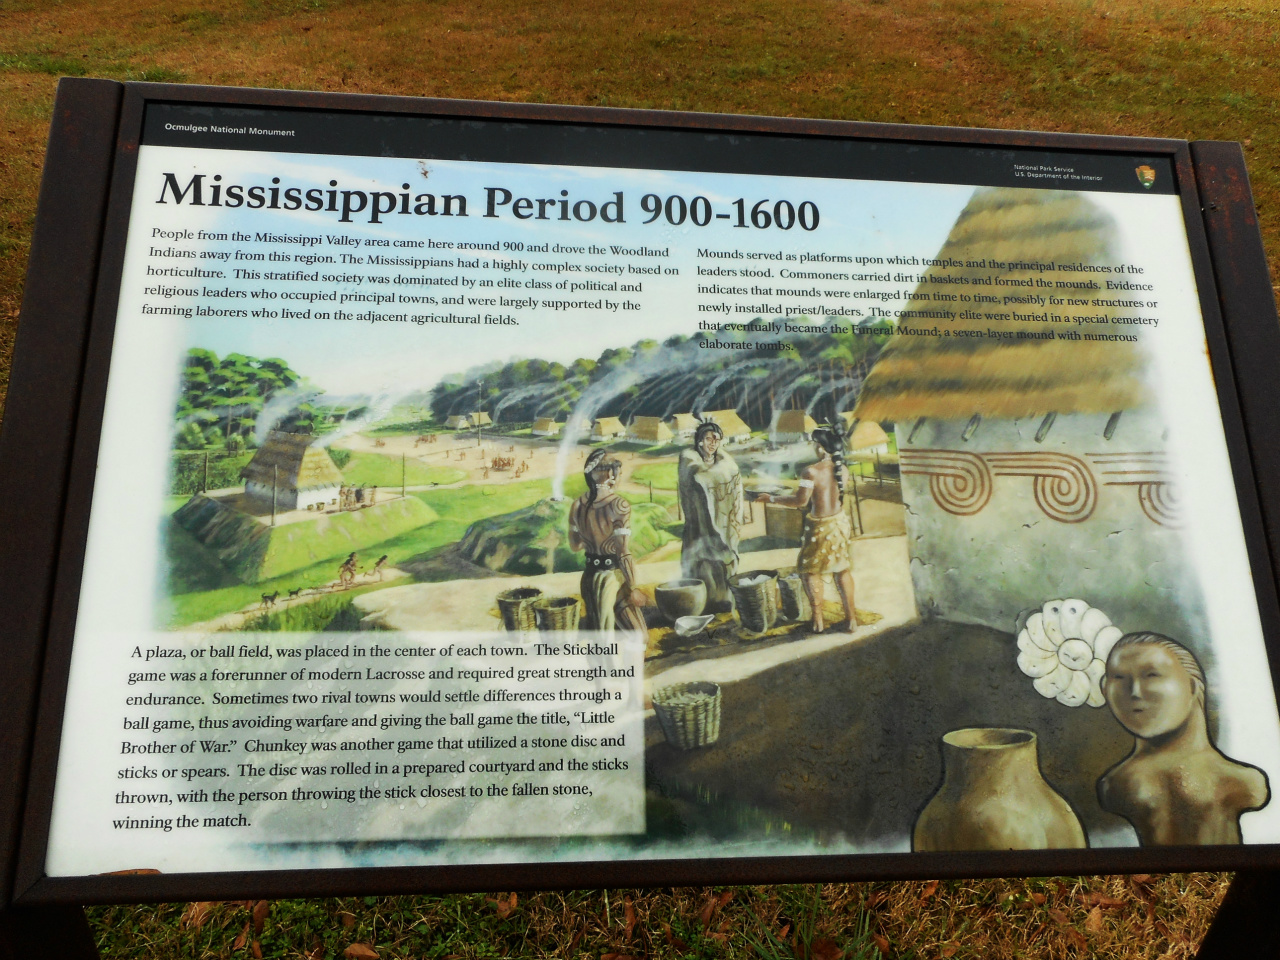 Ocmulgee National Monument
National Park Service
U.S. Department of the Interior
Mississippian Period 900-1600
People from the Mississippi Valley area came here around 900 and drove the Woodland
Indians away from this region. The Mississippians had a highly complex society based on
horticulture. This stratified society was dominated by an elite class of political and
religious leaders who occupied principal towns, and were largely supported by the
farming laborers who lived on the adjacent agricultural fields.
Mounds served as platforms upon which temples and the principal residences of the
leaders stood. Commoners carried dirt in baskets and formed the mounds. Evidence
indicates that mounds were enlarged from time to time, possibly for new structures or
newly installed priest/leaders. The community elite were buried in a special cemetery
that eventually became the Funeral Mound; a seven-layer mound with numerous
elaborate tombs.
A plaza, or ball field, was placed in the center of each town. The Stickball
game was a forerunner of modern Lacrosse and required great strength and
endurance. Sometimes two rival towns would settle differences through a
ball game, thus avoiding warfare and giving the ball game the title, “Little
Brother of War.” Chunkey was another game that utilized a stone disc and
sticks or spears. The disc was rolled in a prepared courtyard and the sticks
thrown, with the person throwing the stick closest to the fallen stone,
winning the match.